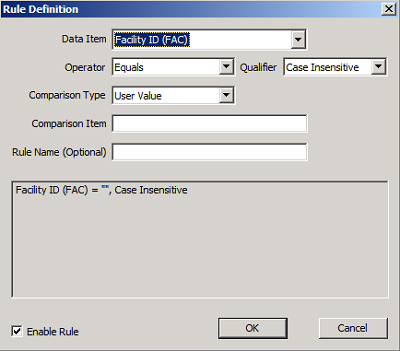 Rule Definition
Data Item Facility ID (FAC)
Operator Equals Qualifier Case Insensitive
Comparison Type User Value
Comparison Item
Rule Name (Optional)
Facility ID (FAC) = "", Case Insensitive
Enable Rule OK Cancel